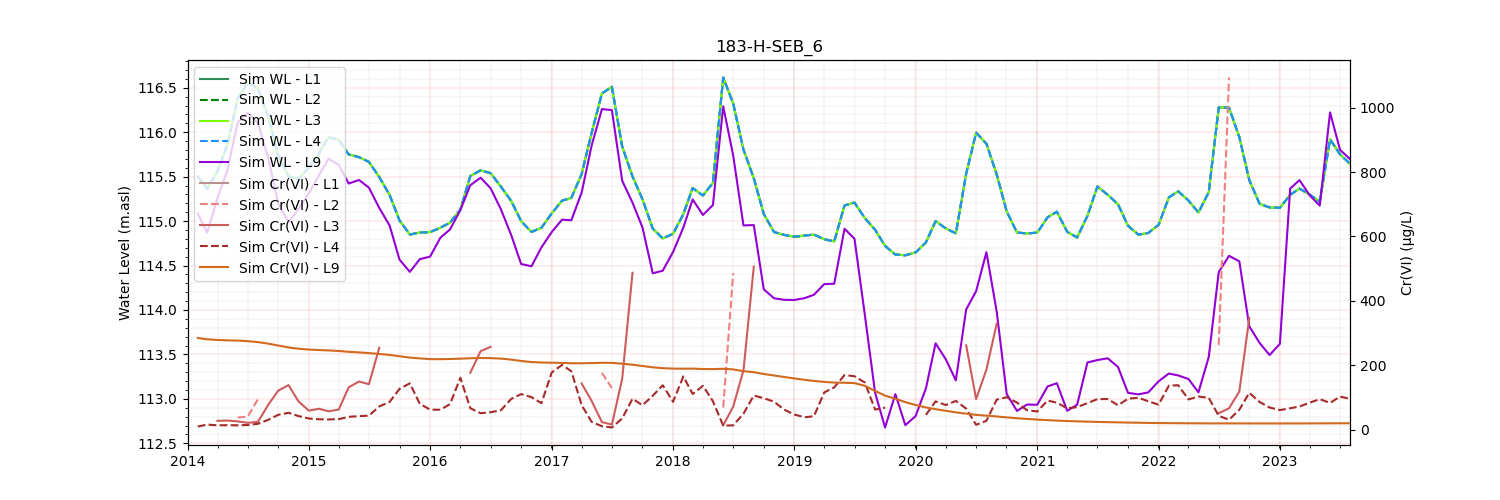 183-H-SEB_6
Sim WL - L1
Sim WL - L2
Sim WL - L3
Sim WL - L4
Sim WL - L9
Sim Cr(VI) - L1
Sim Cr(VI) - L2
Sim Cr(VI) - L3
Sim Cr(VI) - L4
Sim Cr(VI) - L9
Water Level (m.asl)
116.5
116.0
115.5
115.0
114.5
114.0
113.5
113.0
112.5
Cr(VI) (µg/L)
1000
800
600
400
200
0
2014 2015 2016 2017 2018 2019 2020 2021 2022 2023